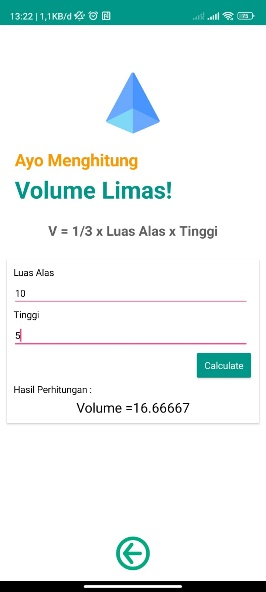 13:22 | 1,1KB/d
Ayo Menghitung
Volume Limas!
V = 1/3 x Luas Alas x Tinggi
Luas Alas
10
Tinggi
5
Calculate
Hasil Perhitungan :
Volume =16.66667